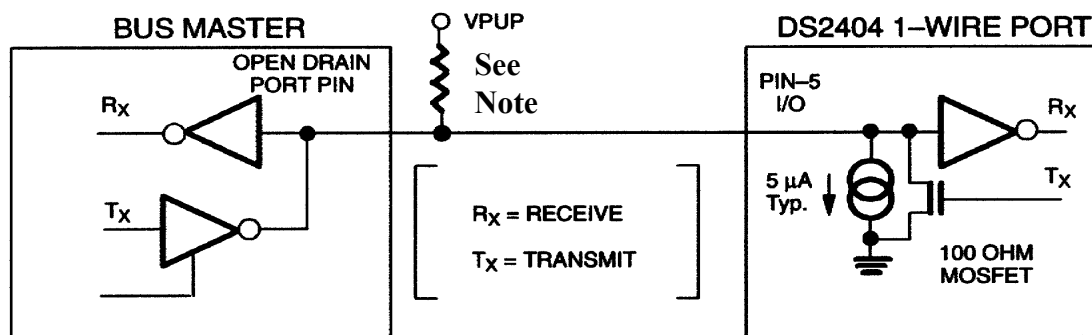 VPUP
BUS MASTER
DS2404 1–WIRE PORT
OPEN DRAIN
PORT PIN
See
Note
PIN–5
I/O
RX
RX
TX
5 µA
Typ.
TX
RX = RECEIVE
TX = TRANSMIT
100 OHM
MOSFET